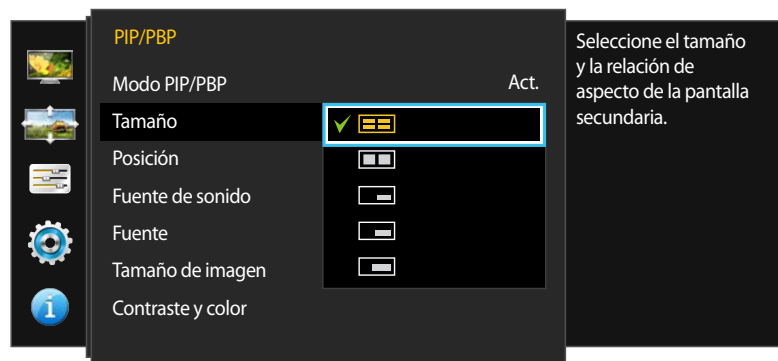 PIP/PBP
Modo PIP/PBP Act.
Tamaño
Posición
Fuente de sonido
Fuente
Tamaño de imagen
Contraste y color
Seleccione el tamaño
y la relación de
aspecto de la pantalla
secundaria.